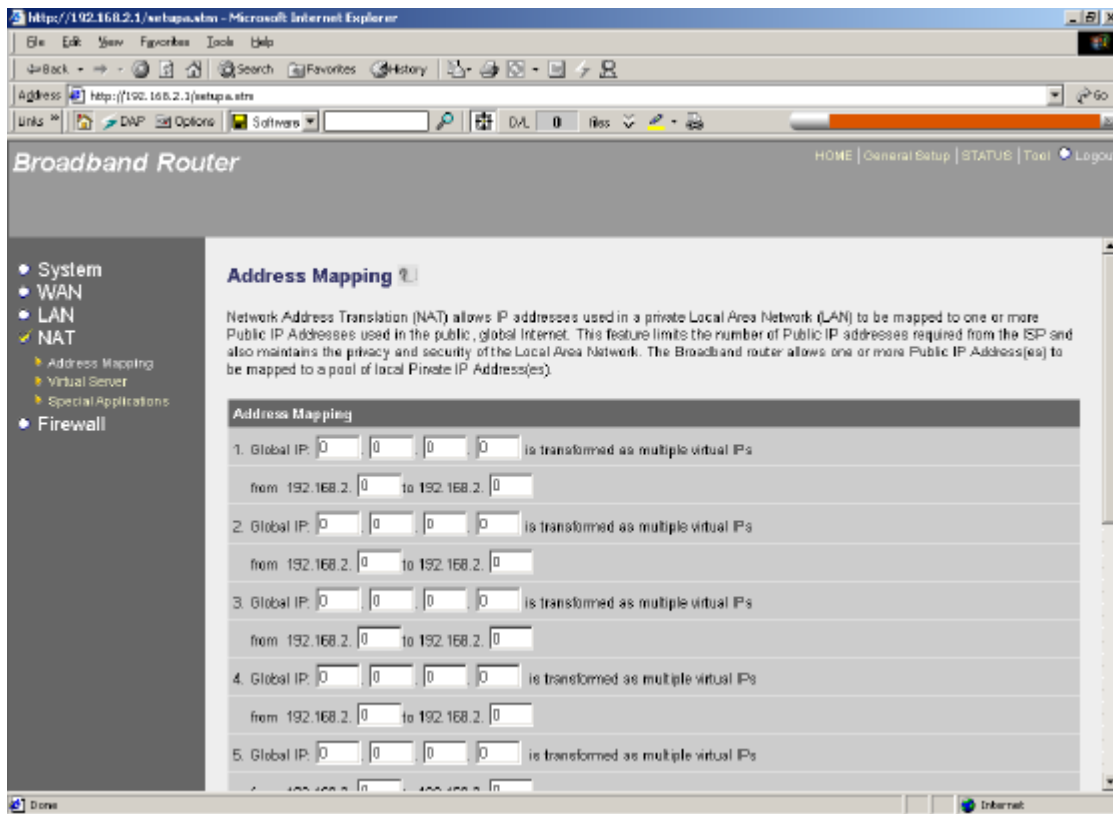 http://192.168.2.1/setupa.stm - Microsoft Internet Explorer
File Edit View Favorites Tools Help
Back Search Favorites History
Address http://192.168.2.1/setupa.stm Go
Links » DAP Options Software D/L 0 files
Broadband Router
HOME | General Setup | STATUS | Tool Logou
System
WAN
LAN
NAT
Address Mapping
Virtual Server
Special Applications
Firewall
Address Mapping
Network Address Translation (NAT) allows IP addresses used in a private Local Area Network (LAN) to be mapped to one or more
Public IP Addresses used in the public, global Internet. This feature limits the number of Public IP addresses required from the ISP and
also maintains the privacy and security of the Local Area Network. The Broadband router allows one or more Public IP Address(es) to
be mapped to a pool of local Private IP Address(es).
Address Mapping
1. Global IP: 0 . 0 . 0 . 0 is transformed as multiple virtual IPs
from 192.168.2. 0 to 192.168.2. 0
2. Global IP: 0 . 0 . 0 . 0 is transformed as multiple virtual IPs
from 192.168.2. 0 to 192.168.2. 0
3. Global IP: 0 . 0 . 0 . 0 is transformed as multiple virtual IPs
from 192.168.2. 0 to 192.168.2. 0
4. Global IP: 0 . 0 . 0 . 0 is transformed as multiple virtual IPs
from 192.168.2. 0 to 192.168.2. 0
5. Global IP: 0 . 0 . 0 . 0 is transformed as multiple virtual IPs
Done Internet